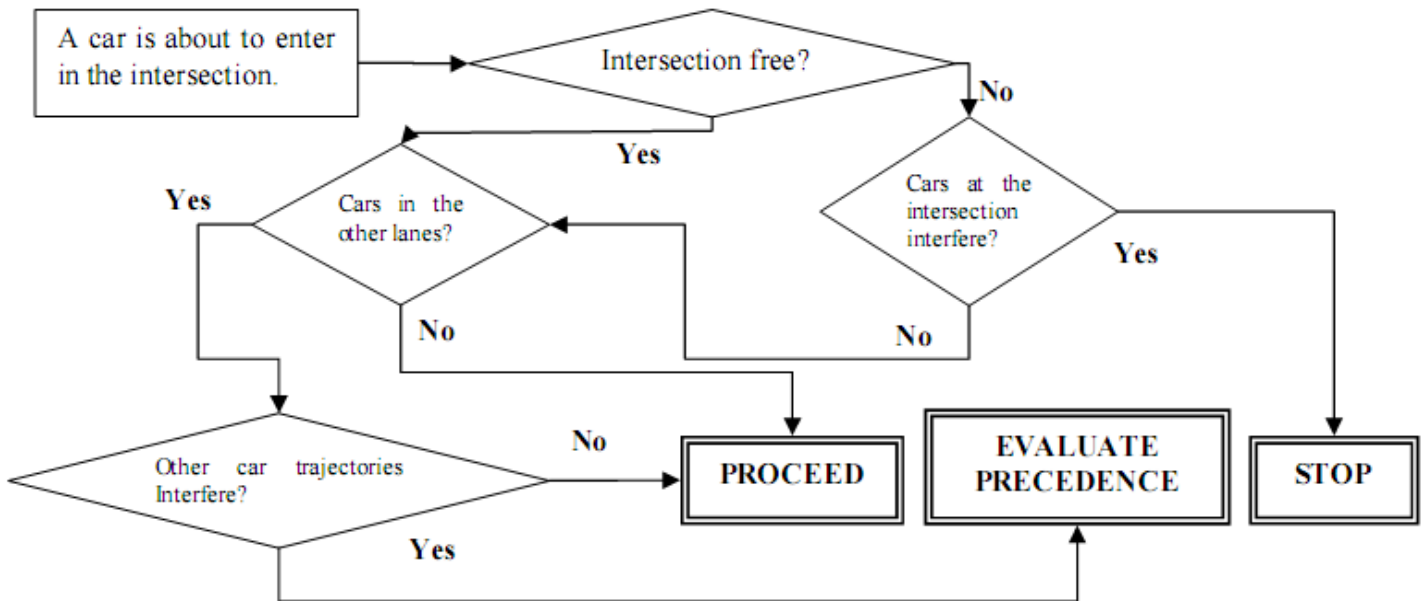 A car is about to enter
in the intersection.
Intersection free?
No
Yes
Yes
Cars in the
other lanes?
Cars at the
intersection
interfere?
Yes
No
No
Other car trajectories
Interfere?
No
Yes
PROCEED
EVALUATE
PRECEDENCE
STOP